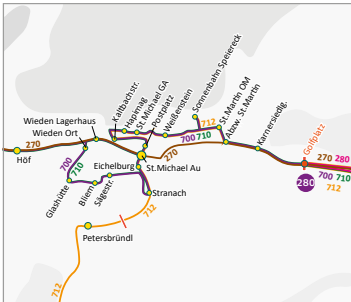 Sonnenbahn Speiereck
Kaltbachstr.
Hapimag
St.Michael GA
Postplatz
Weißenstein
St.Martin OM
Abzw. St.Martin
Karnersiedlg.
Golfplatz
712
700 710
Wieden Lagerhaus
Wieden Ort
270
Höf
700
710
270
Eichelburg
St.Michael Au
270 280
700 710
712
280
Glashütte
Bliem
Sägestr.
Stranach
712
Petersbründl
712